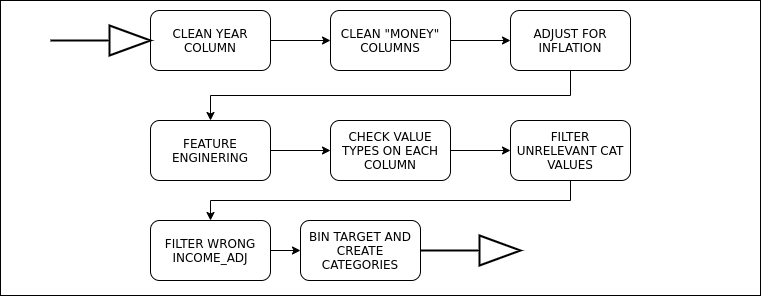 CLEAN YEAR
COLUMN
CLEAN "MONEY"
COLUMNS
ADJUST FOR
INFLATION
FEATURE
ENGINERING
CHECK VALUE
TYPES ON EACH
COLUMN
FILTER
UNRELEVANT CAT
VALUES
FILTER WRONG
INCOME_ADJ
BIN TARGET AND
CREATE
CATEGORIES